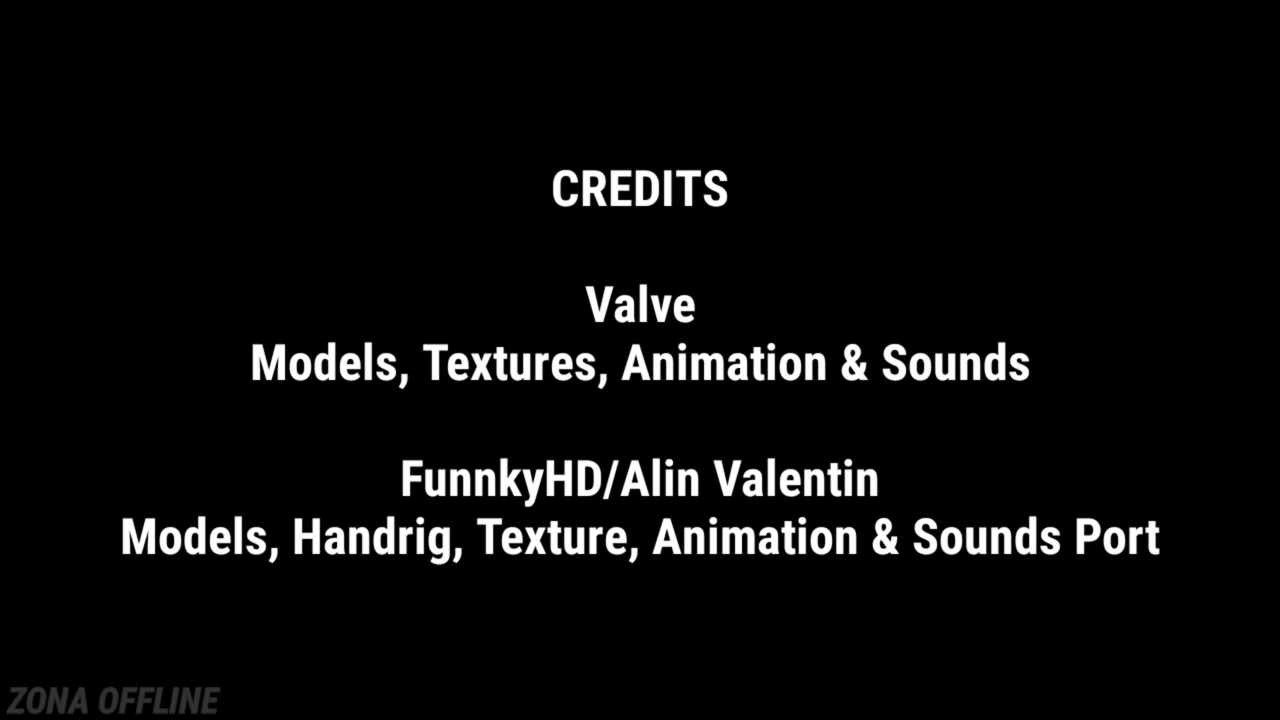 CREDITS
Valve
Models, Textures, Animation & Sounds
FunnkyHD/Alin Valentin
Models, Handrig, Texture, Animation & Sounds Port
ZONA OFFLINE